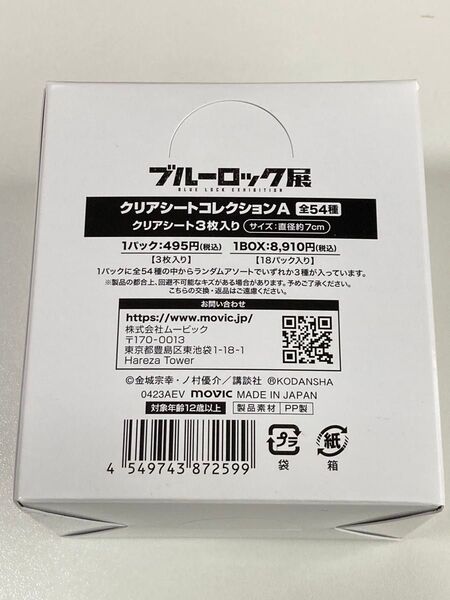 ブルーロック展
BLUE LOCK EXHIBITION
クリアシートコレクションA 全54種
クリアシート3枚入り サイズ:直径約7cm
1パック:495円(税込) 1BOX:8,910円(税込)
【3枚入り】 【18パック入り】
1パックに全54種の中からランダムアソートでいずれか3種が入っています。
※製品の都合上、回避不可能なキズがある場合があります。予めご了承ください。
こちらの交換・返品はご遠慮ください。
お問い合わせ
https://www.movic.jp/
株式会社ムービック
〒170-0013
東京都豊島区東池袋1-18-1
Hareza Tower
©金城宗幸・ノ村優介/講談社 ®KODANSHA
0423AEV movic MADE IN JAPAN
対象年齢12歳以上 製品素材 PP製
4 549743 872599
プラ 紙
袋 箱